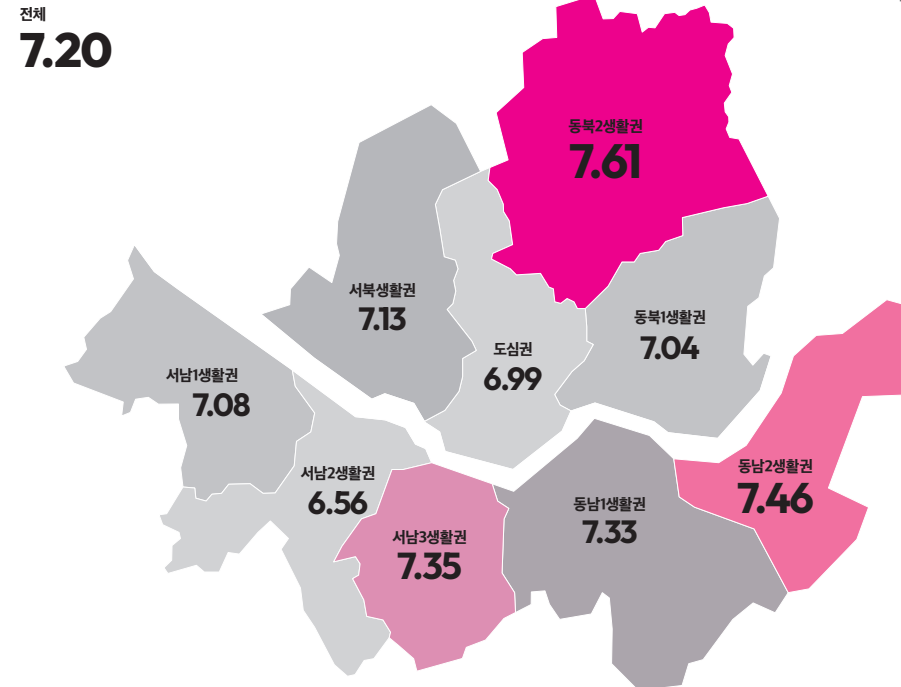 전체
7.20
동북2생활권
7.61
서북생활권
7.13
동북1생활권
7.04
도심권
6.99
서남1생활권
7.08
서남2생활권
6.56
동남2생활권
7.46
동남1생활권
7.33
서남3생활권
7.35